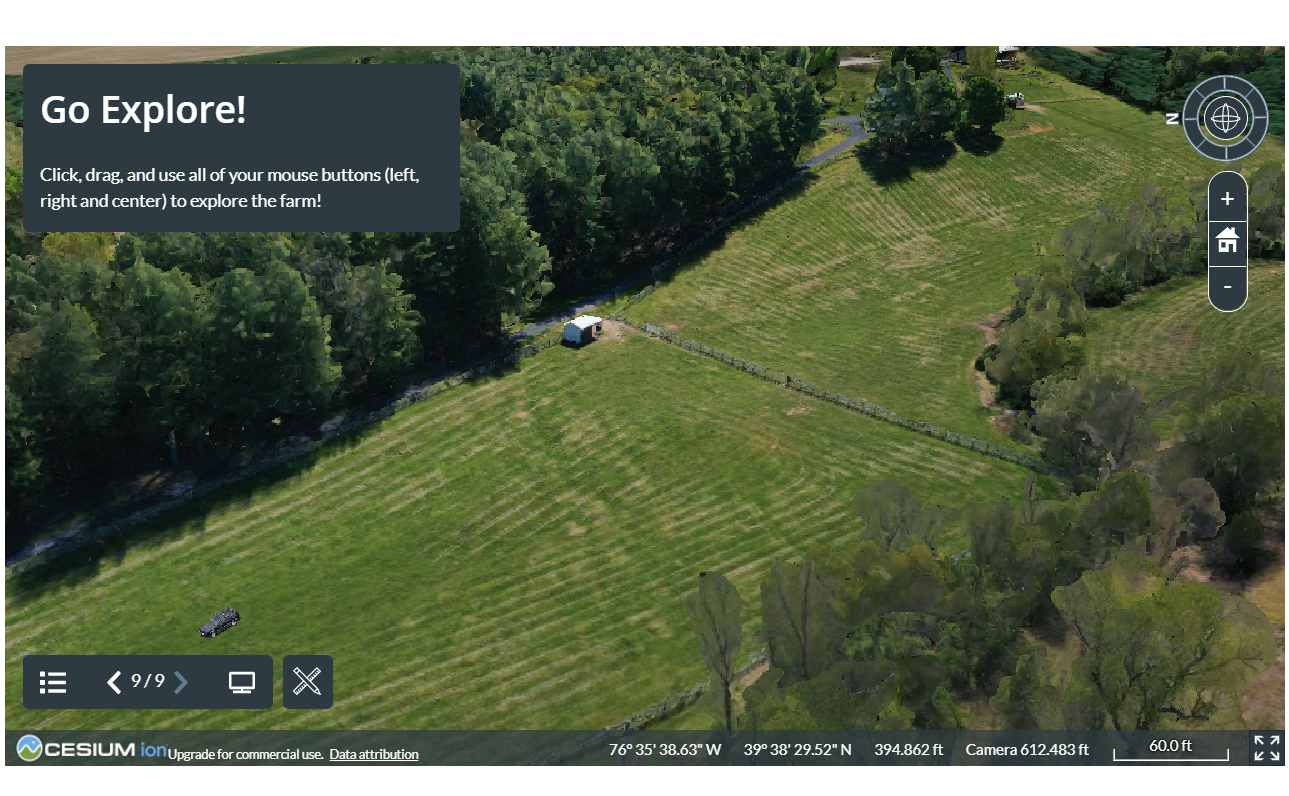 Go Explore!
Click, drag, and use all of your mouse buttons (left,
right and center) to explore the farm!
N
+
-
9/9
CESIUM ion Upgrade for commercial use. Data attribution
76° 35' 38.63" W 39° 38' 29.52" N 394.862 ft Camera 612.483 ft 60.0 ft